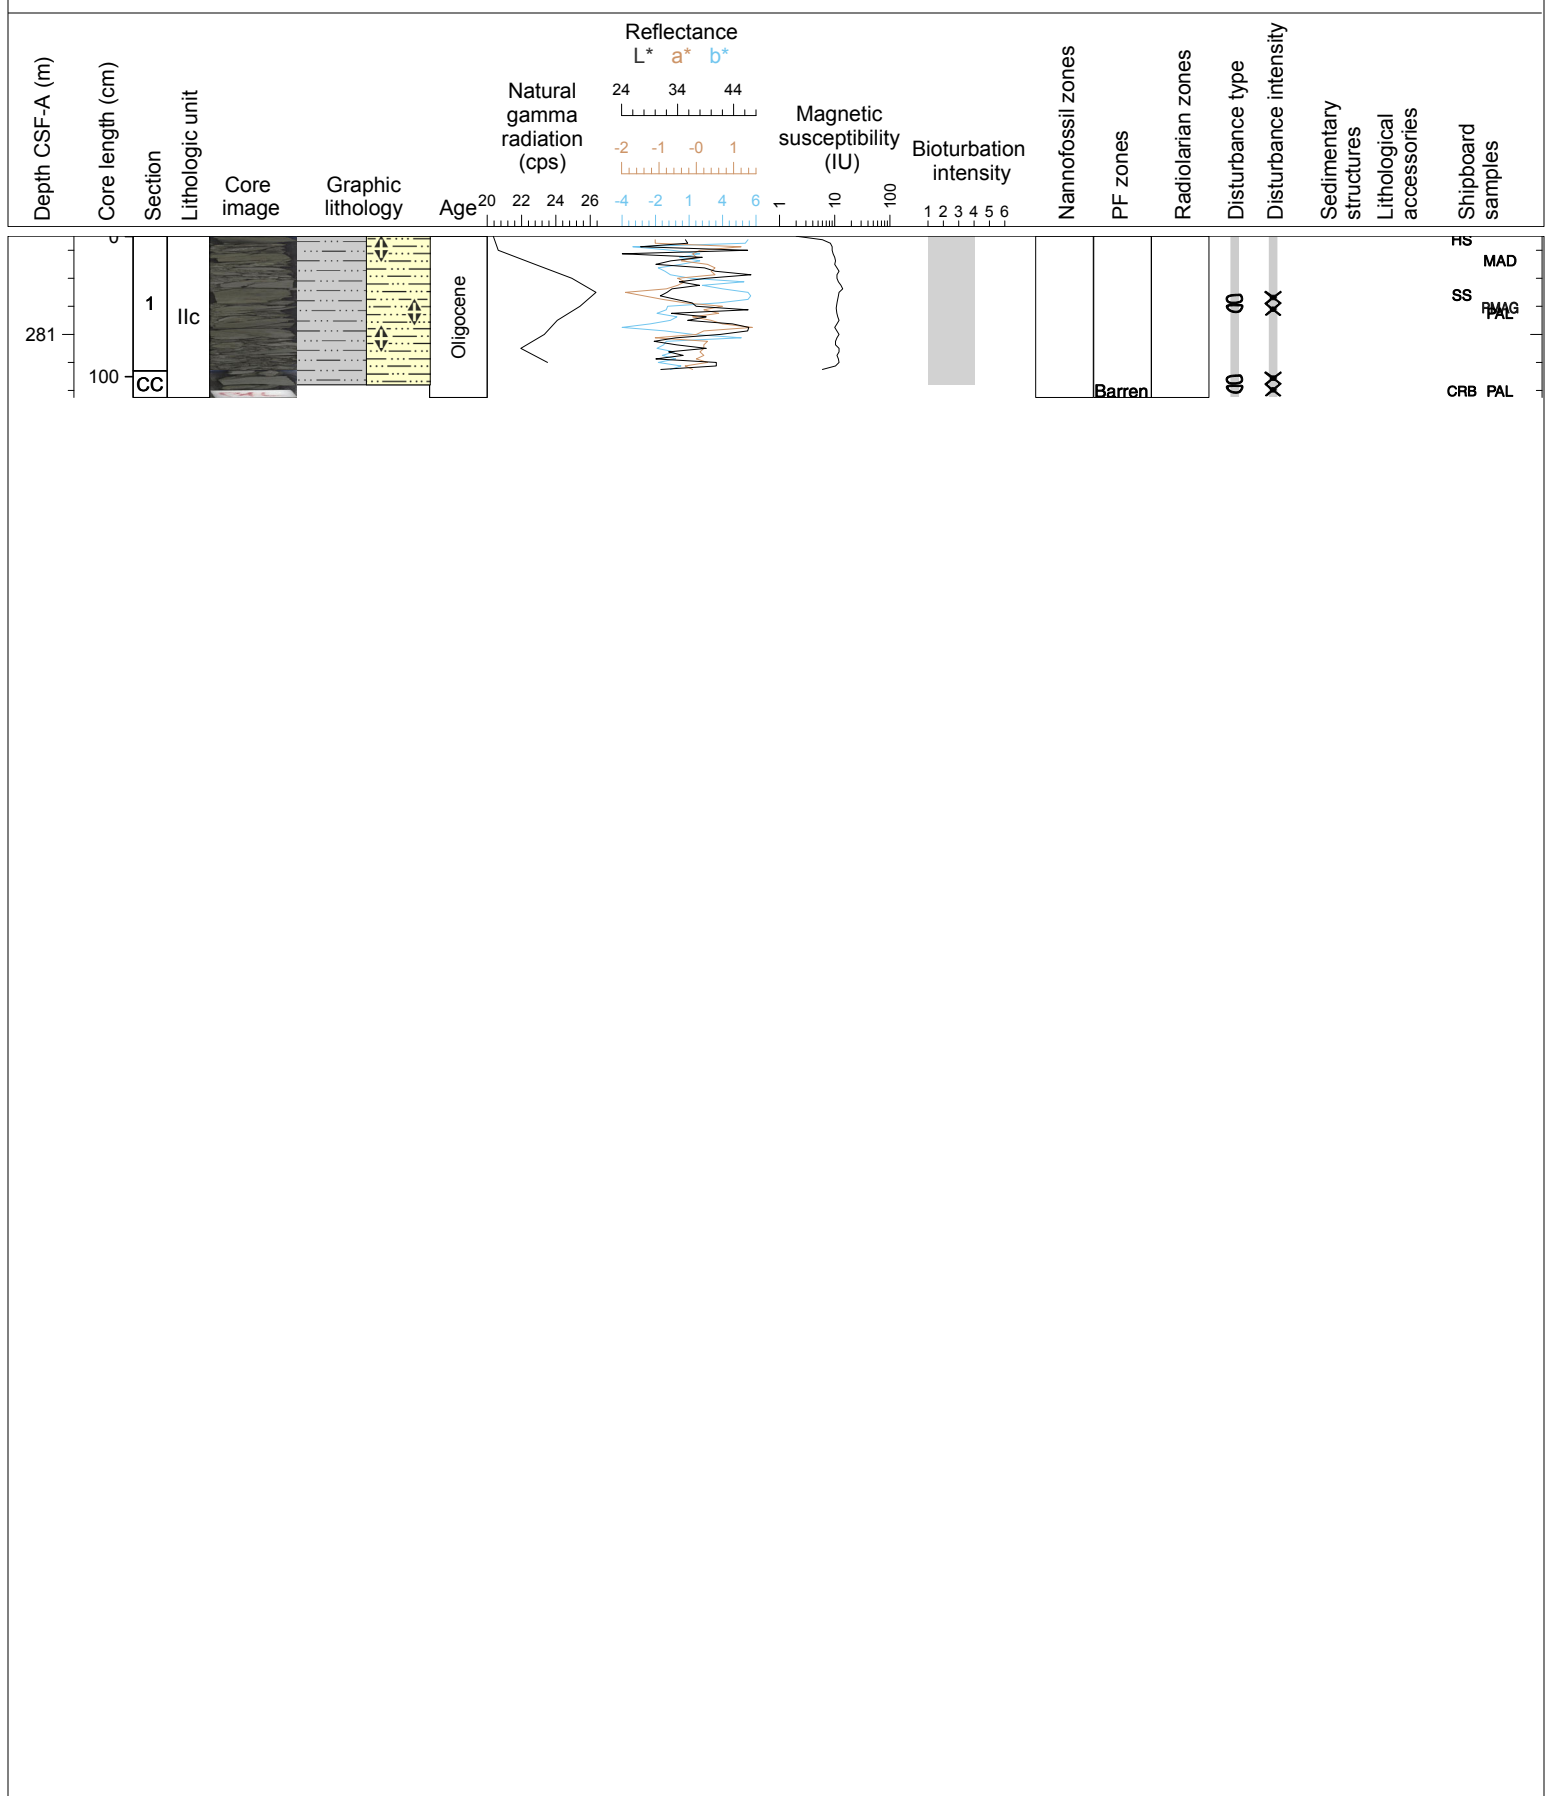 Depth CSF-A (m)
Core length (cm)
Section
Lithologic unit
Core
image
Graphic
lithology
Age
Natural
gamma
radiation
(cps)
20 22 24 26
Reflectance
L* a* b*
24 34 44
-2 -1 -0 1
-4 -2 1 4 6
Magnetic
susceptibility
(IU)
1 10 100
Bioturbation
intensity
1 2 3 4 5 6
Nannofossil zones
PF zones
Radiolarian zones
Disturbance type
Disturbance intensity
Sedimentary
structures
Lithological
accessories
Shipboard
samples
0
HS
MAD
SS
1
PMAG
PAL
IIc
Oligocene
281
100
CC
Barren
CRB PAL